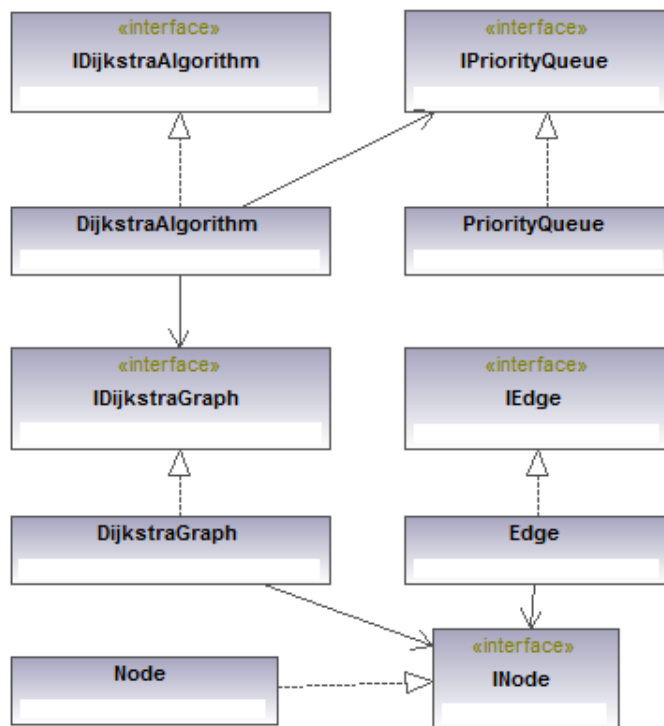 «interface»
IDijkstraAlgorithm
«interface»
IPriorityQueue
DijkstraAlgorithm
PriorityQueue
«interface»
IDijkstraGraph
«interface»
IEdge
DijkstraGraph
Edge
Node
«interface»
INode